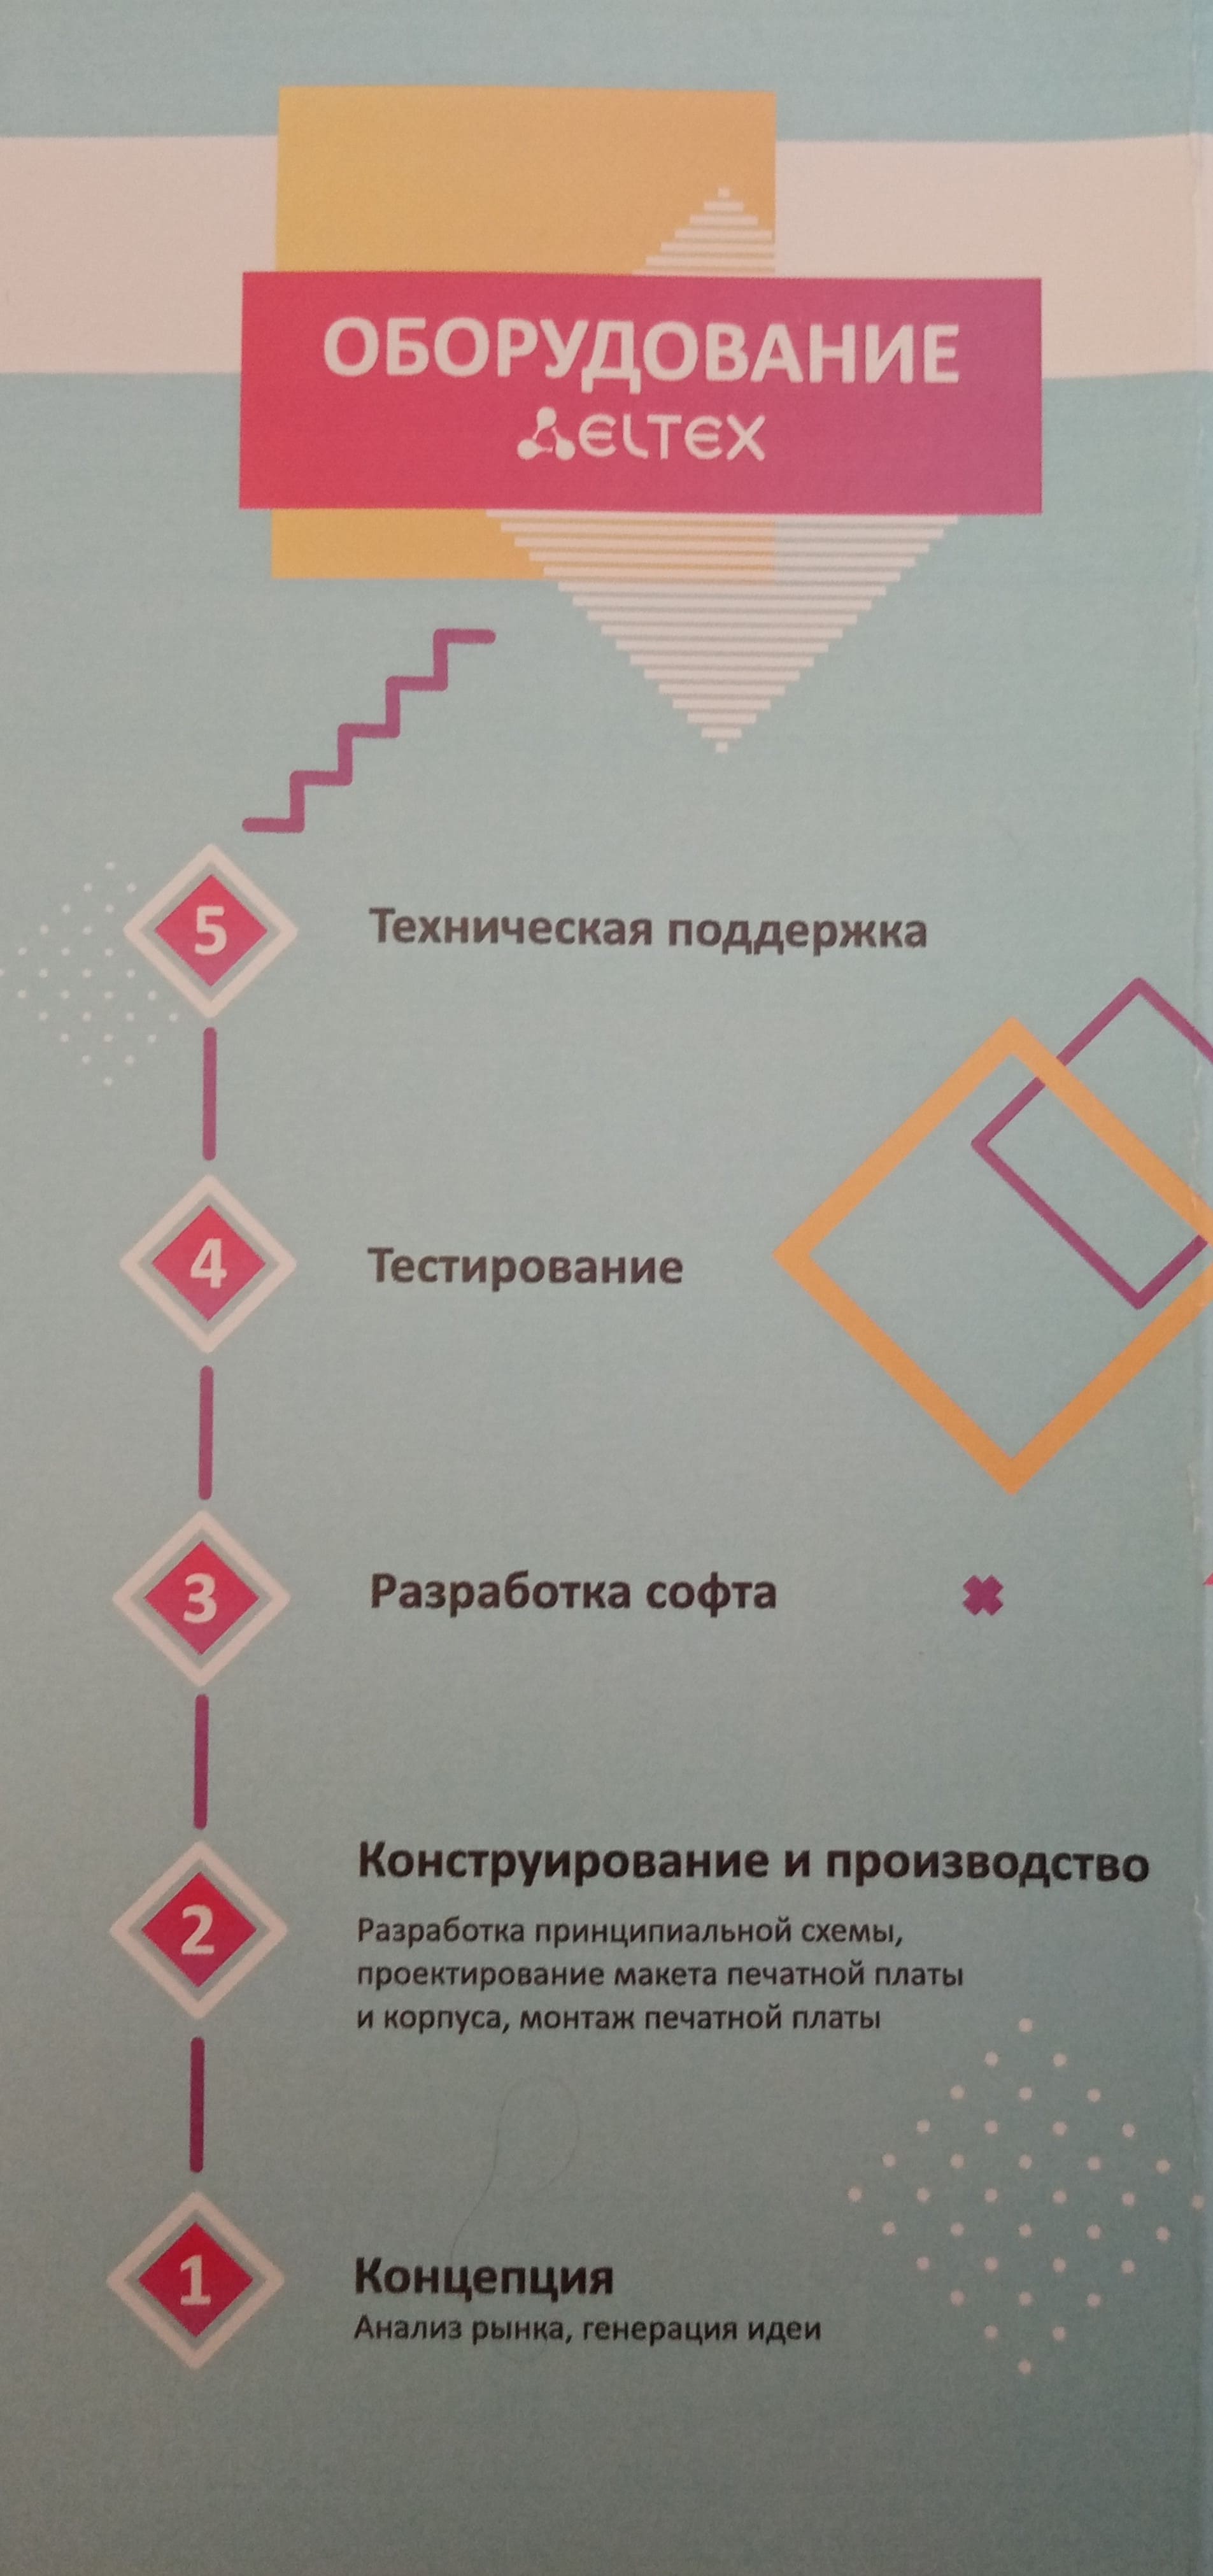 ОБОРУДОВАНИЕ
ELTEX
5
Техническая поддержка
4
Тестирование
3
Разработка софта
2
Конструирование и производство
Разработка принципиальной схемы,
проектирование макета печатной платы
и корпуса, монтаж печатной платы
1
Концепция
Анализ рынка, генерация идеи